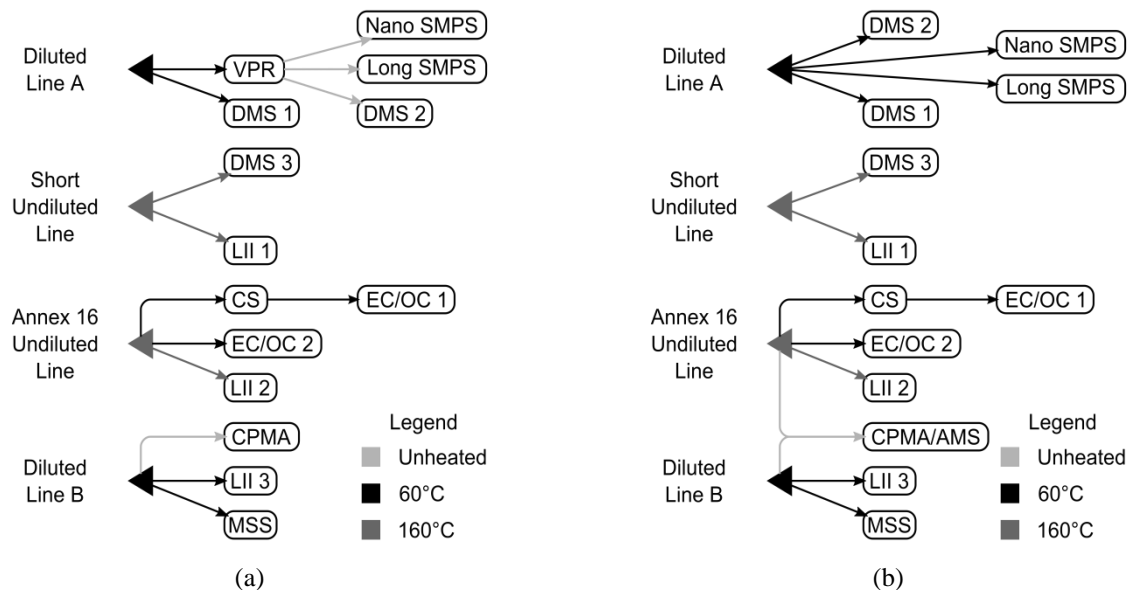 Diluted
Line A
VPR
Nano SMPS
Long SMPS
DMS 1
DMS 2
Short
Undiluted
Line
DMS 3
LII 1
Annex 16
Undiluted
Line
CS
EC/OC 1
EC/OC 2
LII 2
Diluted
Line B
CPMA
LII 3
MSS
Legend
Unheated
60°C
160°C
(a)
Diluted
Line A
DMS 2
Nano SMPS
Long SMPS
DMS 1
Short
Undiluted
Line
DMS 3
LII 1
Annex 16
Undiluted
Line
CS
EC/OC 1
EC/OC 2
LII 2
Diluted
Line B
CPMA/AMS
LII 3
MSS
Legend
Unheated
60°C
160°C
(b)